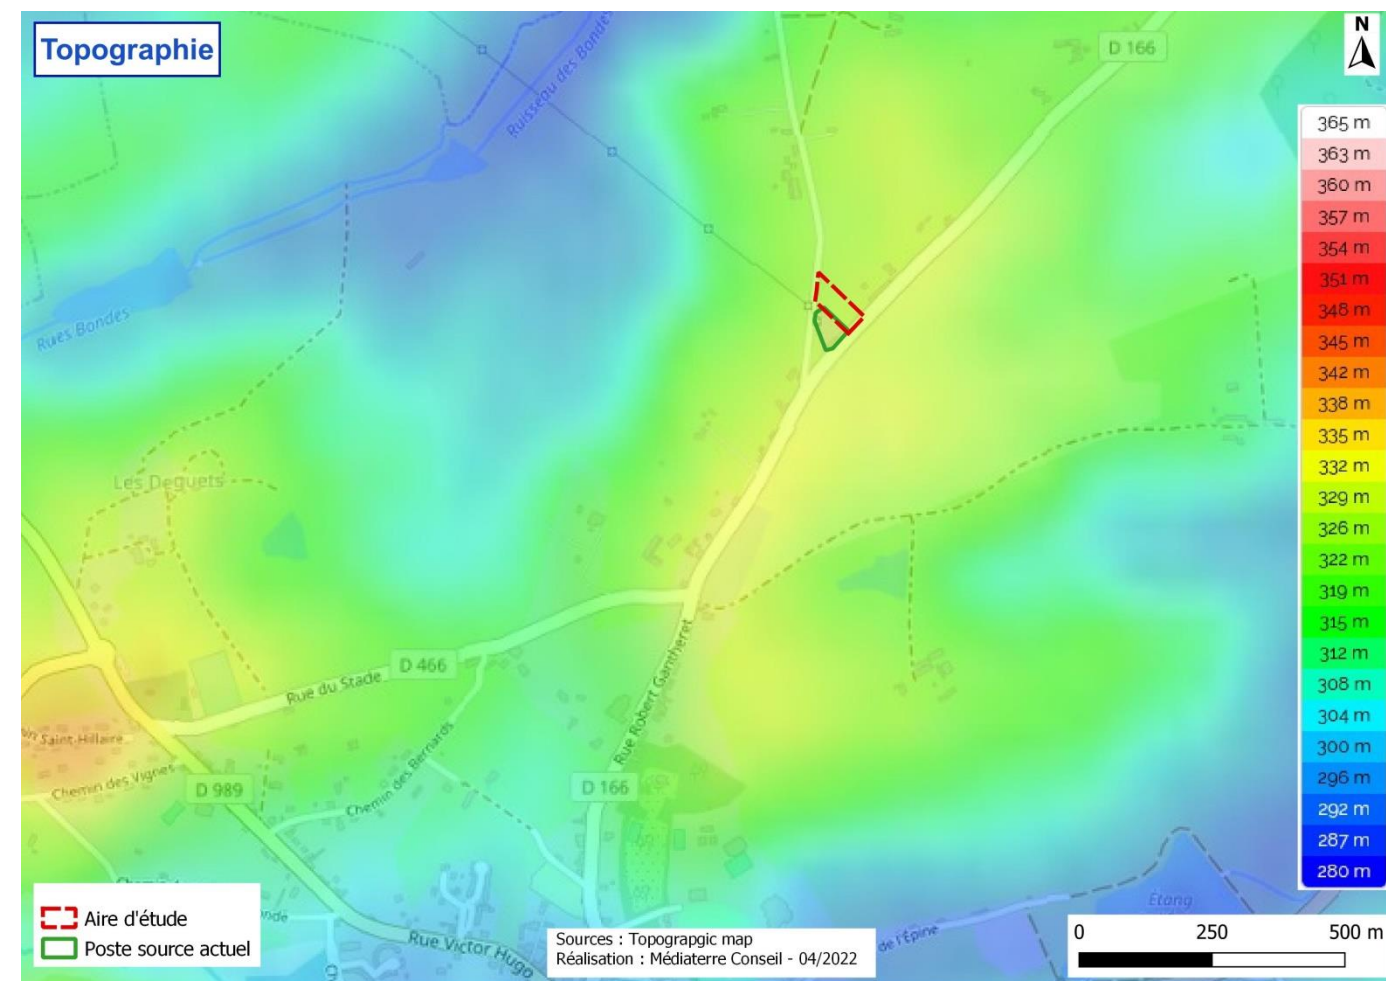 Topographie
N
D 166
Ruisseau des Bondes
Rues Bondes
Les Deguets
365 m
363 m
360 m
357 m
354 m
351 m
348 m
345 m
342 m
338 m
335 m
332 m
329 m
326 m
322 m
319 m
315 m
312 m
308 m
304 m
300 m
296 m
292 m
287 m
280 m
D 466
Rue du Stade
Rue Robert Gantheret
Saint-Hillaire
Chemin des Vignes
D 989
Chemin des Bernards
D 166
Rue Victor Hugo
de l'Épine
Étang
Aire d'étude
Poste source actuel
Sources : Topograpgic map
Réalisation : Médiaterre Conseil - 04/2022
0 250 500 m